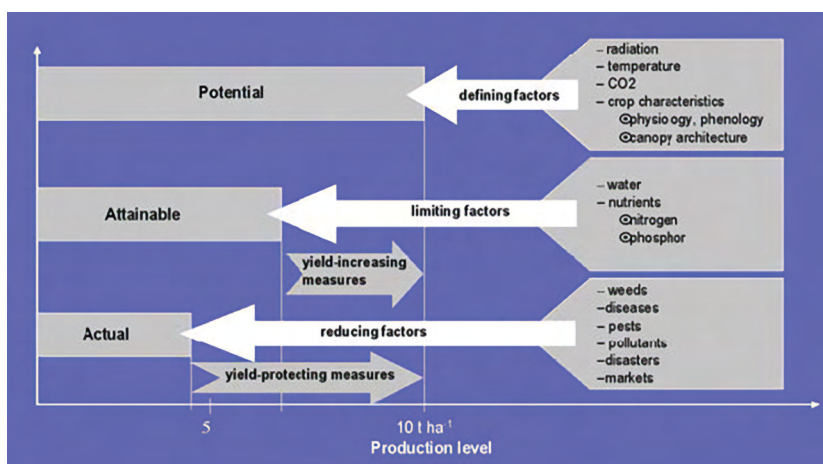 Potential
defining factors
– radiation
– temperature
– CO2
– crop characteristics
⊙physiology, phenology
⊙canopy architecture
Attainable
limiting factors
– water
– nutrients
⊙nitrogen
⊙phosphor
yield-increasing
measures
Actual
reducing factors
– weeds
–diseases
– pests
– pollutants
–disasters
–markets
yield-protecting measures
5
10 t ha⁻¹
Production level